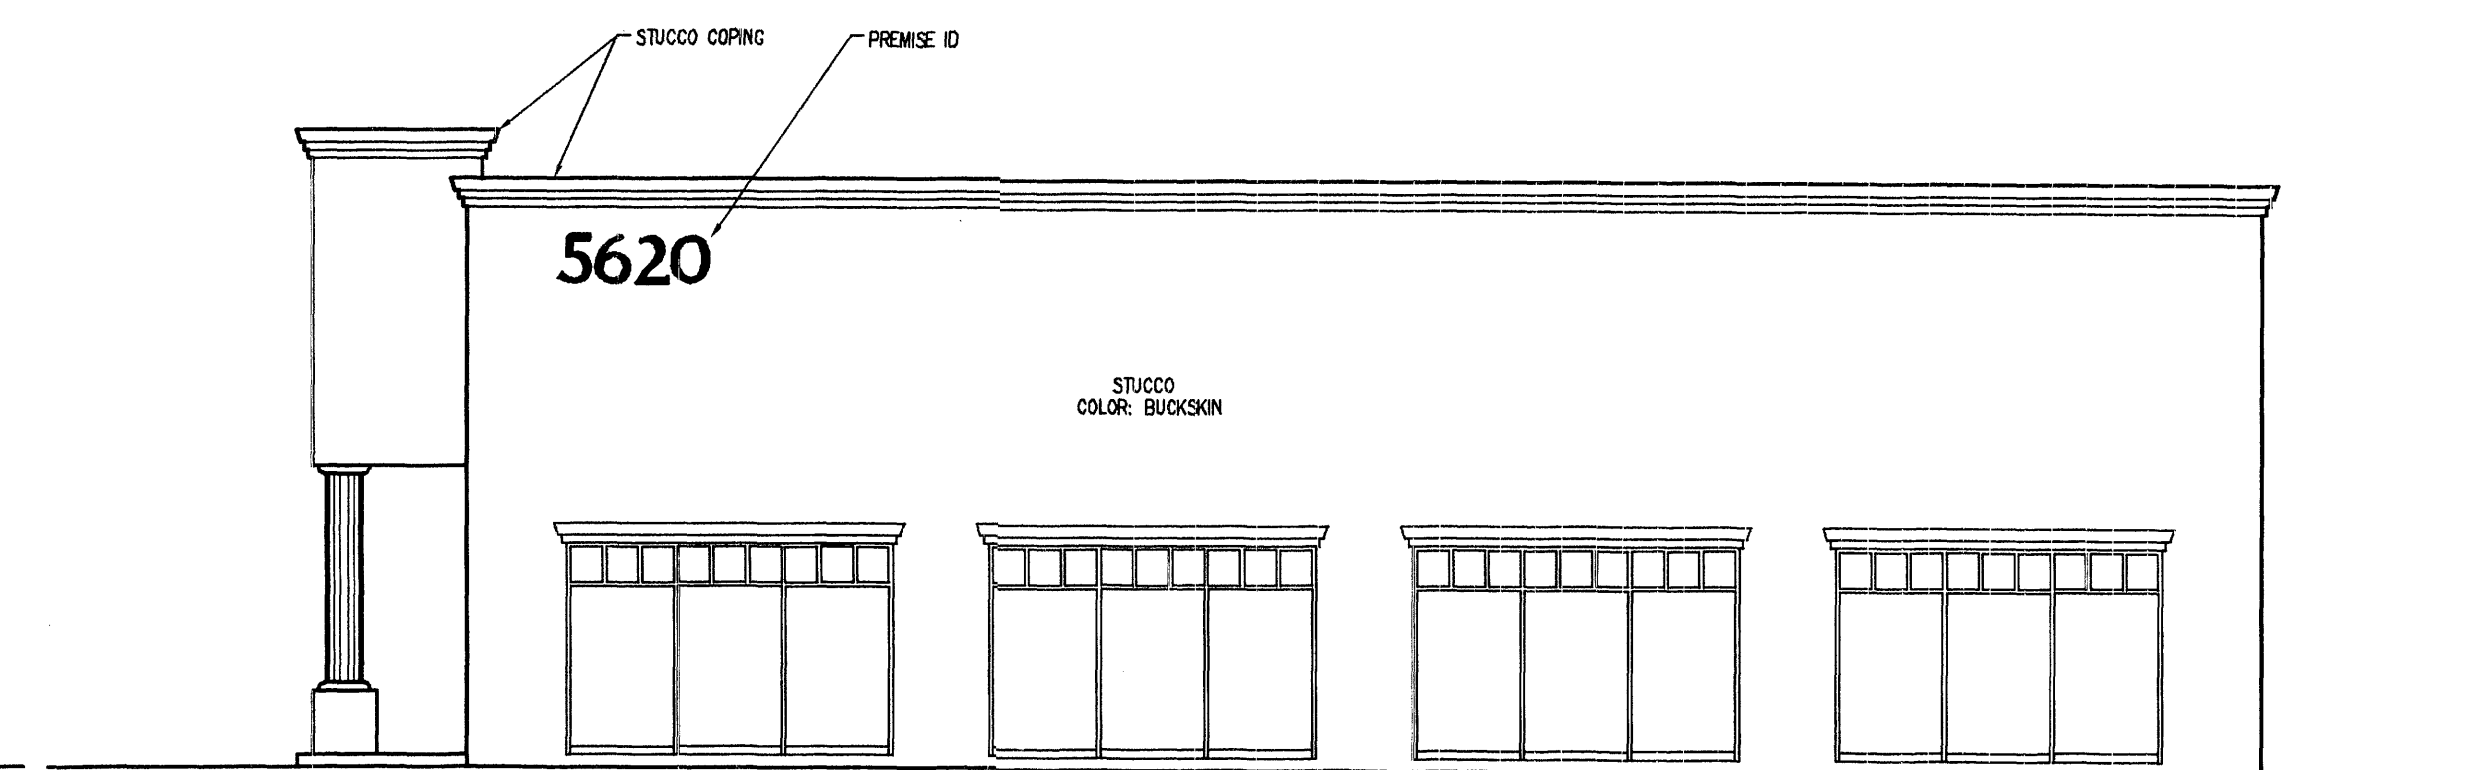 STUCCO COPING
PREMISE ID
5620
STUCCO
COLOR: BUCKSKIN